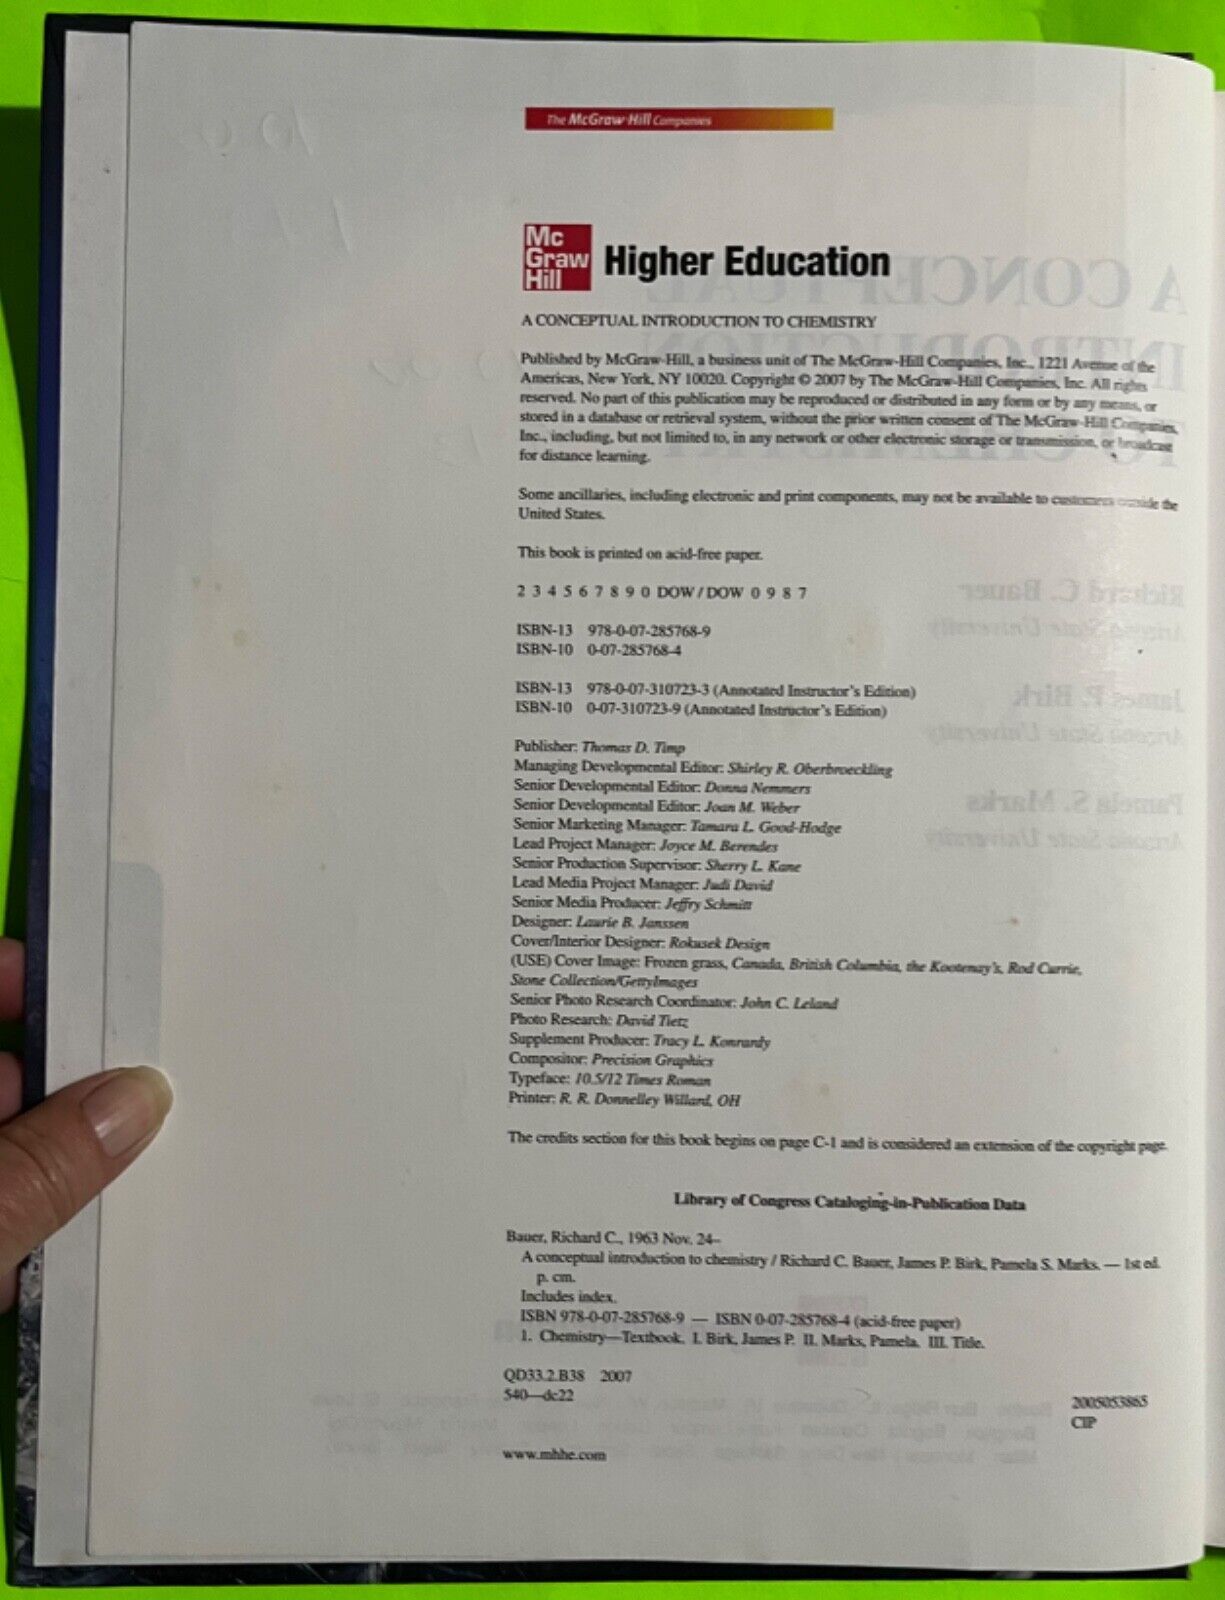 The McGraw-Hill Companies
Mc
Graw
Hill
Higher Education
A CONCEPTUAL INTRODUCTION TO CHEMISTRY
Published by McGraw-Hill, a business unit of The McGraw-Hill Companies, Inc., 1221 Avenue of the
Americas, New York, NY 10020. Copyright © 2007 by The McGraw-Hill Companies, Inc. All rights
reserved. No part of this publication may be reproduced or distributed in any form or by any means, or
stored in a database or retrieval system, without the prior written consent of The McGraw-Hill Companies,
Inc., including, but not limited to, in any network or other electronic storage or transmission, or broadcast
for distance learning.
Some ancillaries, including electronic and print components, may not be available to customers outside the
United States.
This book is printed on acid-free paper.
2 3 4 5 6 7 8 9 0 DOW / DOW 0 9 8 7
ISBN-13 978-0-07-285768-9
ISBN-10 0-07-285768-4
ISBN-13 978-0-07-310723-3 (Annotated Instructor's Edition)
ISBN-10 0-07-310723-9 (Annotated Instructor's Edition)
Publisher: Thomas D. Timp
Managing Developmental Editor: Shirley R. Oberbroeckling
Senior Developmental Editor: Donna Nemmers
Senior Developmental Editor: Joan M. Weber
Senior Marketing Manager: Tamara L. Good-Hodge
Lead Project Manager: Joyce M. Berendes
Senior Production Supervisor: Sherry L. Kane
Lead Media Project Manager: Judi David
Senior Media Producer: Jeffry Schmitt
Designer: Laurie B. Janssen
Cover/Interior Designer: Rokusek Design
(USE) Cover Image: Frozen grass, Canada, British Columbia, the Kootenay's, Rod Currie,
Stone Collection/GettyImages
Senior Photo Research Coordinator: John C. Leland
Photo Research: David Tietz
Supplement Producer: Tracy L. Konrardy
Compositor: Precision Graphics
Typeface: 10.5/12 Times Roman
Printer: R. R. Donnelley Willard, OH
The credits section for this book begins on page C-1 and is considered an extension of the copyright page.
Library of Congress Cataloging-in-Publication Data
Bauer, Richard C., 1963 Nov. 24–
A conceptual introduction to chemistry / Richard C. Bauer, James P. Birk, Pamela S. Marks. — 1st ed.
p. cm.
Includes index.
ISBN 978-0-07-285768-9 — ISBN 0-07-285768-4 (acid-free paper)
1. Chemistry—Textbook. I. Birk, James P. II. Marks, Pamela. III. Title.
QD33.2.B38 2007
540—dc22
2005053865
CIP
www.mhhe.com